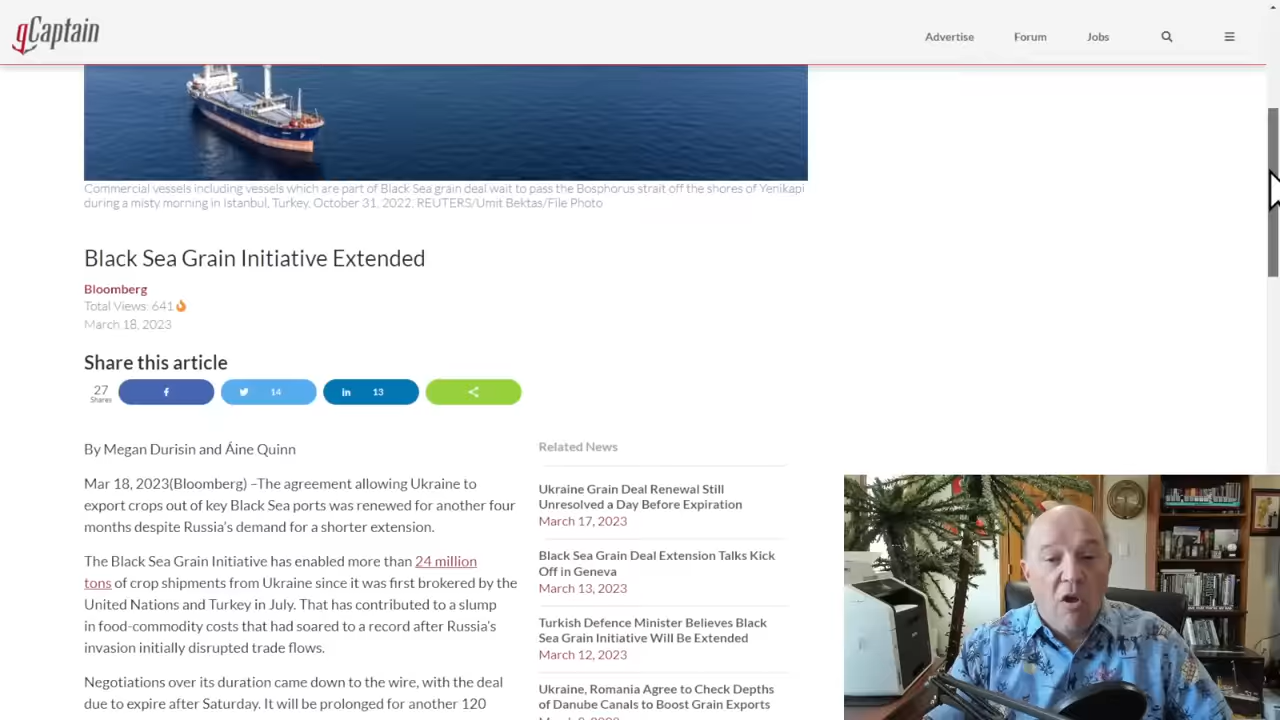 gCaptain
Advertise
Forum
Jobs
Commercial vessels including vessels which are part of Black Sea grain deal wait to pass the Bosphorus strait off the shores of Yenikapi
during a misty morning in Istanbul, Turkey, October 31, 2022. REUTERS/Umit Bektas/File Photo
Black Sea Grain Initiative Extended
Bloomberg
Total Views: 641
March 18, 2023
Share this article
27
Shares
14
13
By Megan Durisin and Áine Quinn
Mar 18, 2023(Bloomberg) –The agreement allowing Ukraine to
export crops out of key Black Sea ports was renewed for another four
months despite Russia's demand for a shorter extension.
The Black Sea Grain Initiative has enabled more than 24 million
tons of crop shipments from Ukraine since it was first brokered by the
United Nations and Turkey in July. That has contributed to a slump
in food-commodity costs that had soared to a record after Russia's
invasion initially disrupted trade flows.
Negotiations over its duration came down to the wire, with the deal
due to expire after Saturday. It will be prolonged for another 120
Related News
Ukraine Grain Deal Renewal Still
Unresolved a Day Before Expiration
March 17, 2023
Black Sea Grain Deal Extension Talks Kick
Off in Geneva
March 13, 2023
Turkish Defence Minister Believes Black
Sea Grain Initiative Will Be Extended
March 12, 2023
Ukraine, Romania Agree to Check Depths
of Danube Canals to Boost Grain Exports